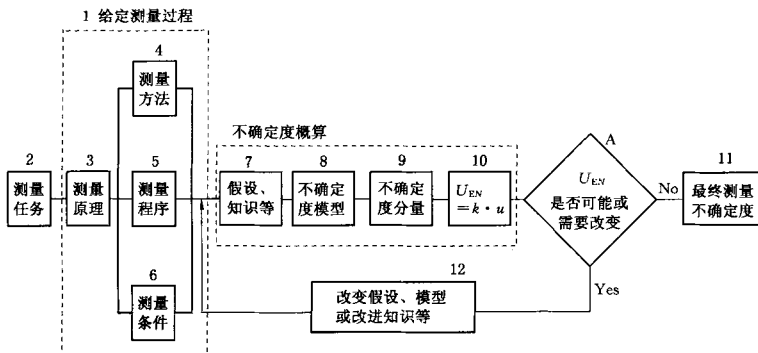 1 给定测量过程
4
测量
方法
不确定度概算
2
测量
任务
3
测量
原理
5
测量
程序
7
假设、
知识等
8
不确定
度模型
9
不确定
度分量
10
U_EN
=k·u
A
U_EN
是否可能或
需要改变
No
11
最终测量
不确定度
6
测量
条件
12
改变假设、模型
或改进知识等
Yes